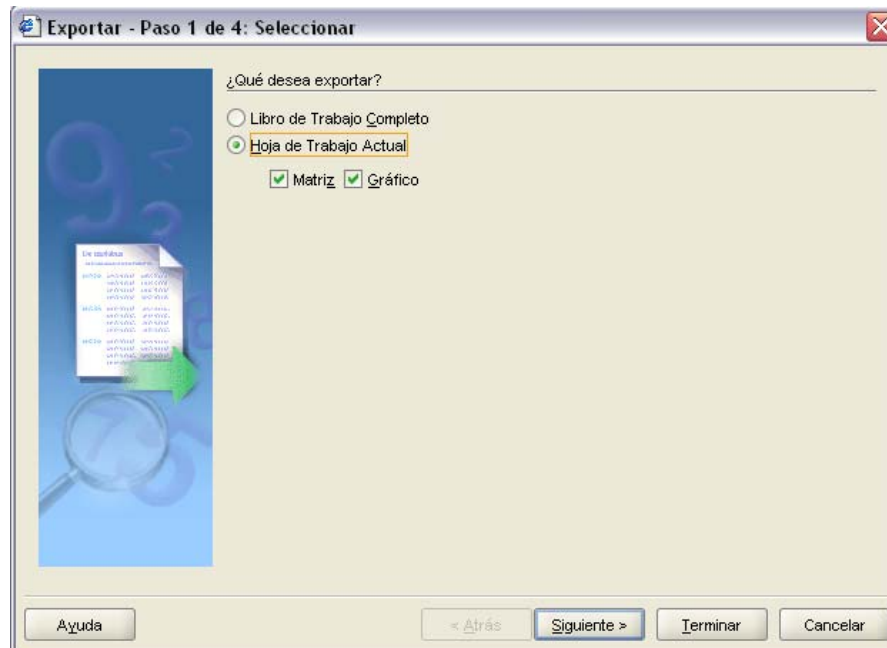 Exportar - Paso 1 de 4: Seleccionar
¿Qué desea exportar?
Libro de Trabajo Completo
Hoja de Trabajo Actual
Matriz Gráfico
Ayuda < Atrás Siguiente > Terminar Cancelar